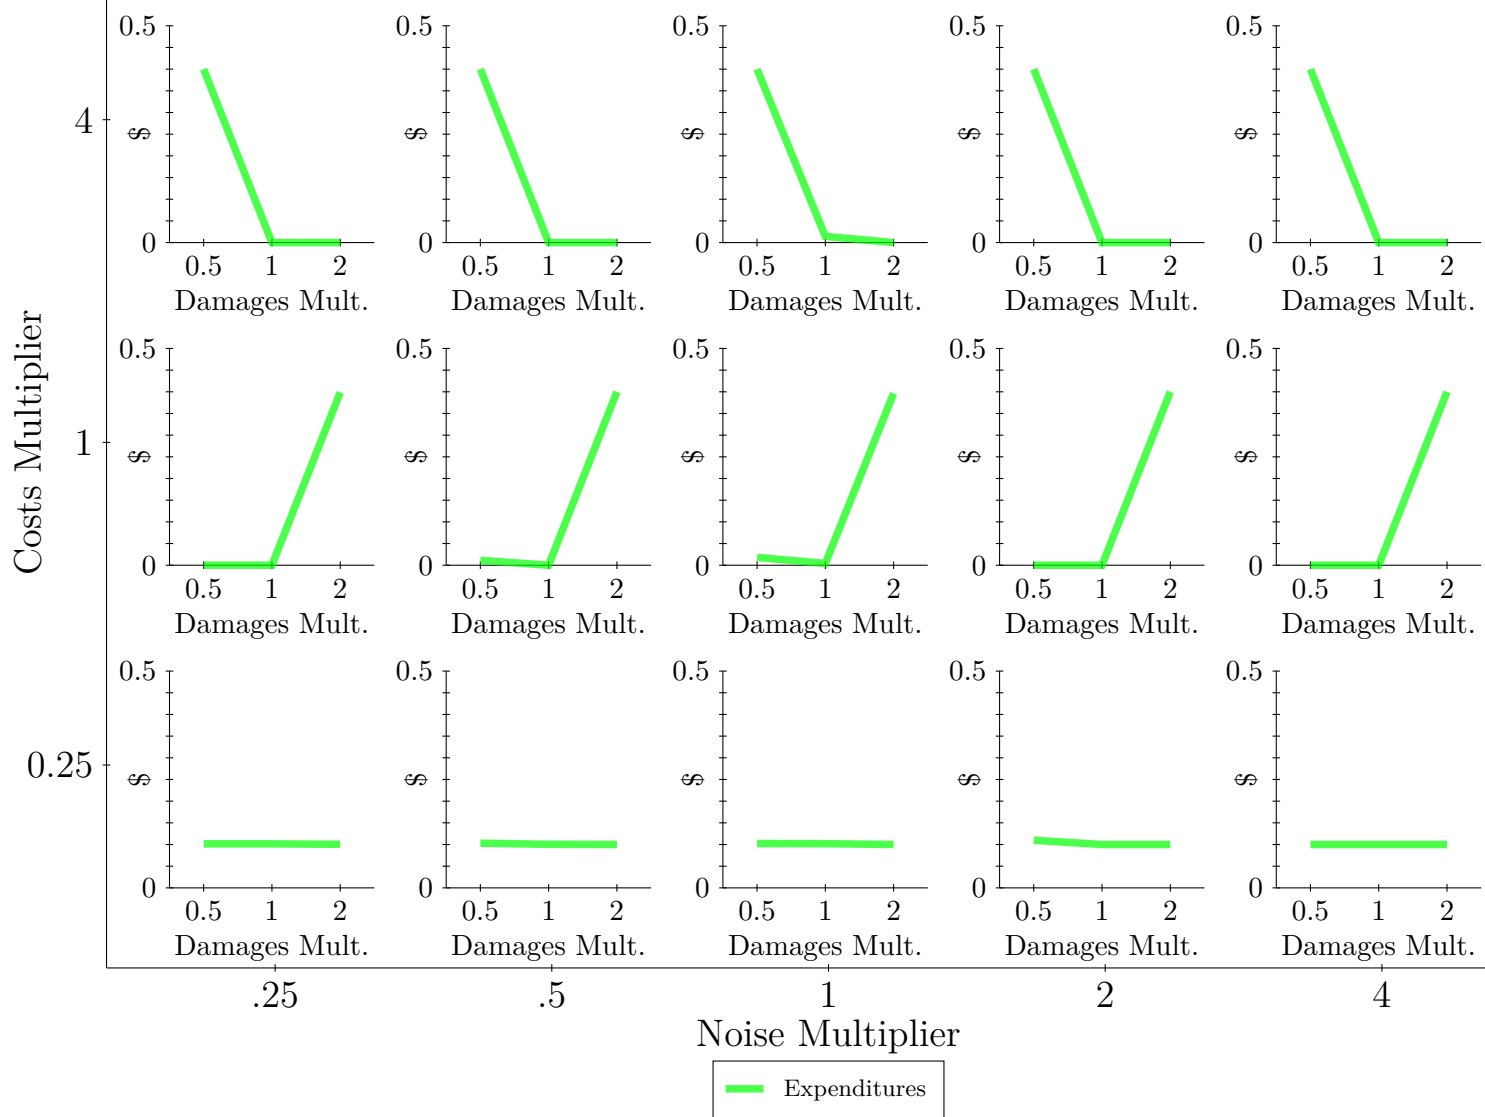 0.5 0.5 0.5 0.5 0.5
4 $ $ $ $ $
0 0 0 0 0
0.5 1 2 0.5 1 2 0.5 1 2 0.5 1 2 0.5 1 2
Damages Mult. Damages Mult. Damages Mult. Damages Mult. Damages Mult.
Costs Multiplier
0.5 0.5 0.5 0.5 0.5
1 $ $ $ $ $
0 0 0 0 0
0.5 1 2 0.5 1 2 0.5 1 2 0.5 1 2 0.5 1 2
Damages Mult. Damages Mult. Damages Mult. Damages Mult. Damages Mult.
0.5 0.5 0.5 0.5 0.5
0.25 $ $ $ $ $
0 0 0 0 0
0.5 1 2 0.5 1 2 0.5 1 2 0.5 1 2 0.5 1 2
Damages Mult. Damages Mult. Damages Mult. Damages Mult. Damages Mult.
.25 .5 1 2 4
Noise Multiplier
Expenditures